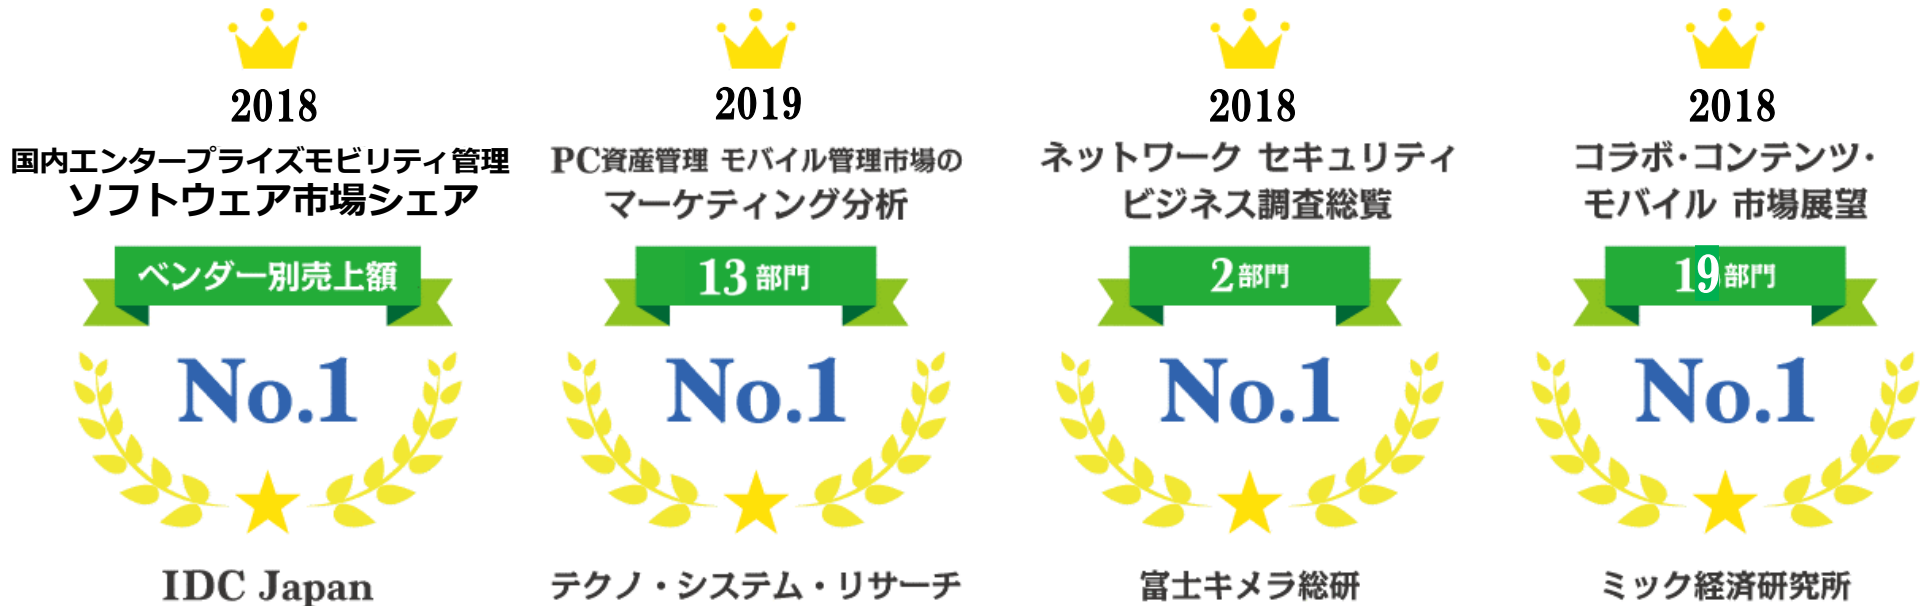 2018
国内エンタープライズモビリティ管理
ソフトウェア市場シェア
ベンダー別売上額
No.1
IDC Japan
2019
PC資産管理 モバイル管理市場の
マーケティング分析
13 部門
No.1
テクノ・システム・リサーチ
2018
ネットワーク セキュリティ
ビジネス調査総覧
2部門
No.1
富士キメラ総研
2018
コラボ・コンテンツ・
モバイル 市場展望
19部門
No.1
ミック経済研究所